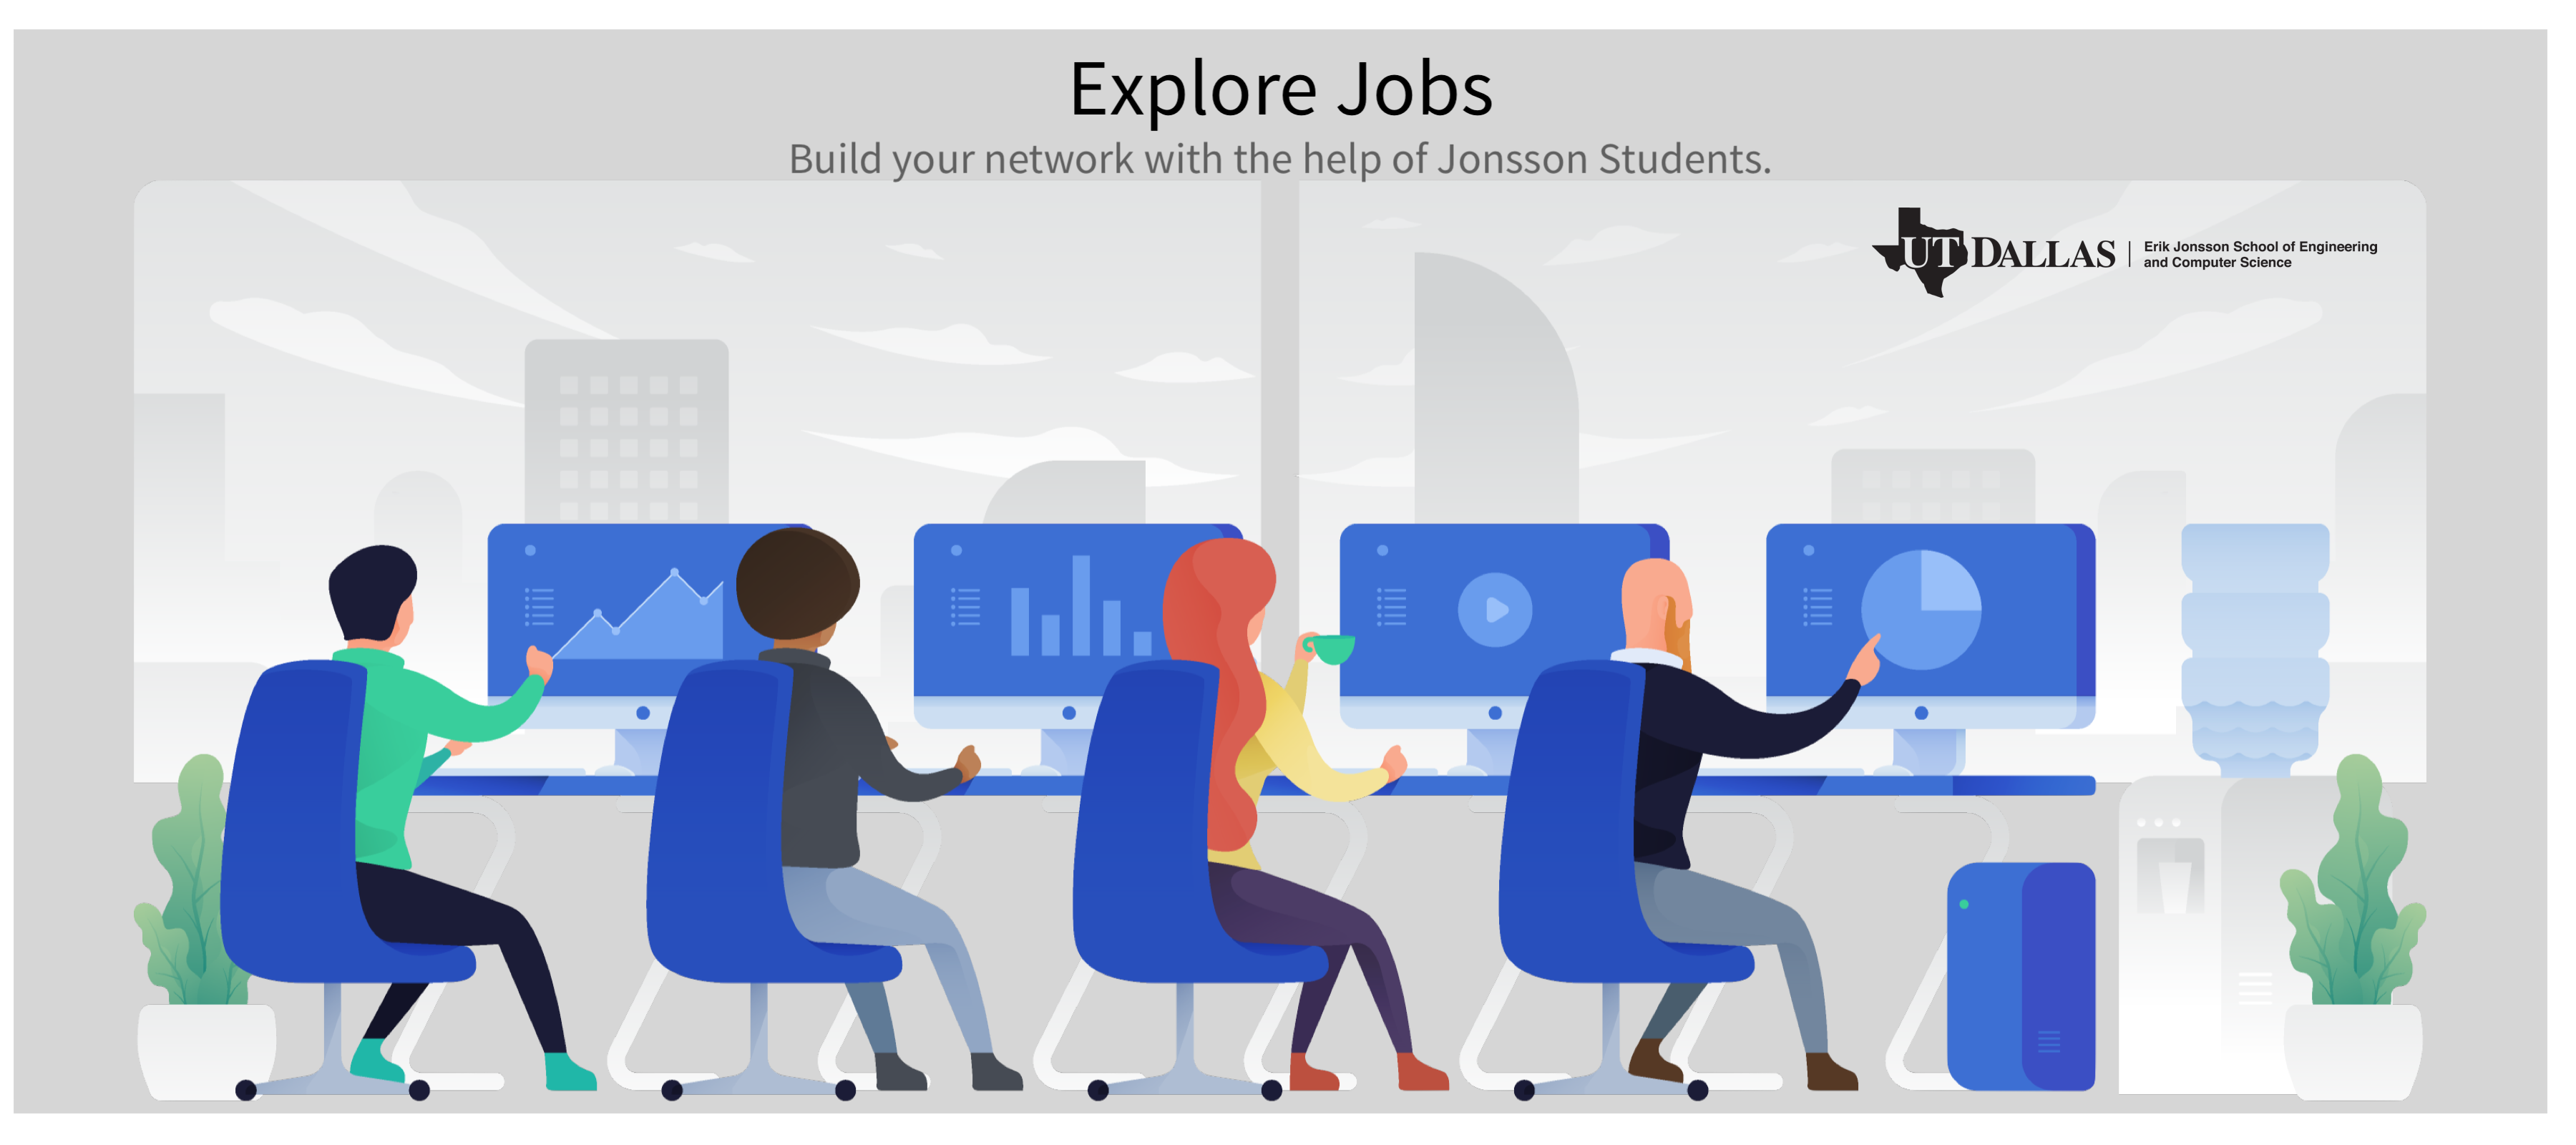 Explore Jobs
Build your network with the help of Jonsson Students.
UT DALLAS
Erik Jonsson School of Engineering
and Computer Science